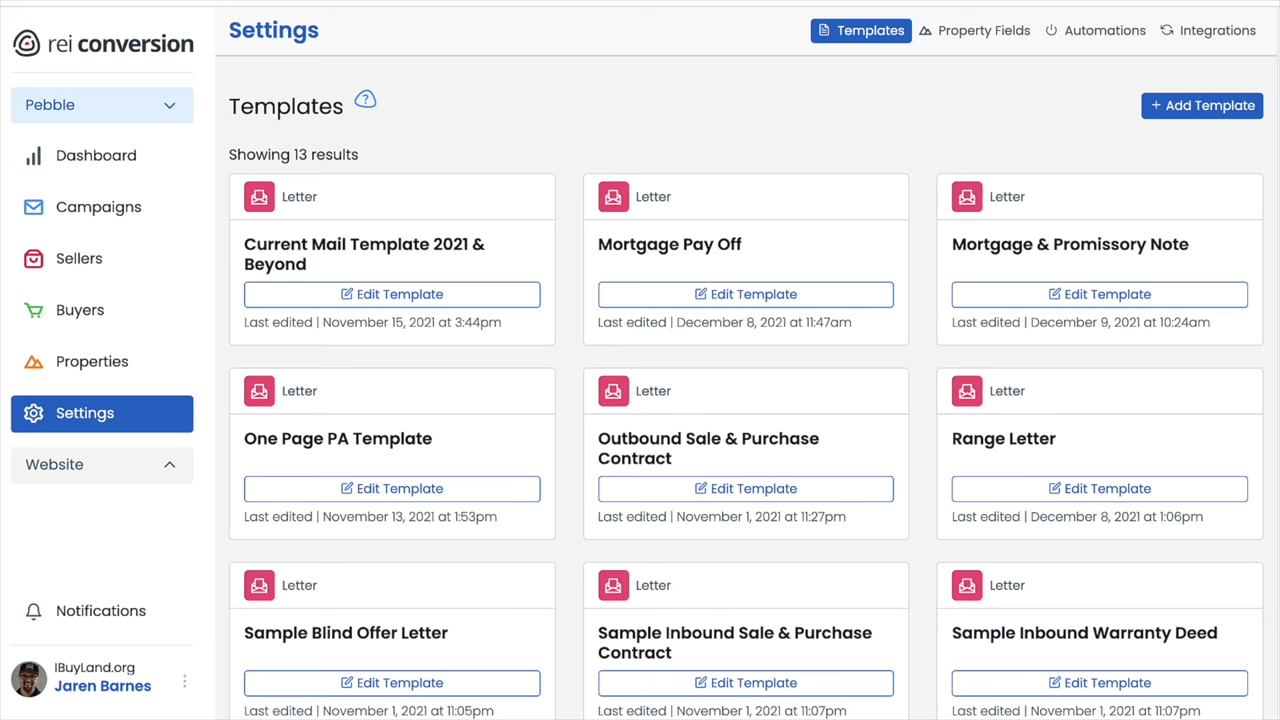 rei conversion
Pebble
Dashboard
Campaigns
Sellers
Buyers
Properties
Settings
Website
Notifications
IBuyLand.org
Jaren Barnes
Settings
Templates
Property Fields
Automations
Integrations
Templates ?
+ Add Template
Showing 13 results
Letter
Current Mail Template 2021 &
Beyond
Edit Template
Last edited | November 15, 2021 at 3:44pm
Letter
Mortgage Pay Off
Edit Template
Last edited | December 8, 2021 at 11:47am
Letter
Mortgage & Promissory Note
Edit Template
Last edited | December 9, 2021 at 10:24am
Letter
One Page PA Template
Edit Template
Last edited | November 13, 2021 at 1:53pm
Letter
Outbound Sale & Purchase
Contract
Edit Template
Last edited | November 1, 2021 at 11:27pm
Letter
Range Letter
Edit Template
Last edited | December 8, 2021 at 1:06pm
Letter
Sample Blind Offer Letter
Edit Template
Last edited | November 1, 2021 at 11:05pm
Letter
Sample Inbound Sale & Purchase
Contract
Edit Template
Last edited | November 1, 2021 at 11:07pm
Letter
Sample Inbound Warranty Deed
Edit Template
Last edited | November 1, 2021 at 11:07pm